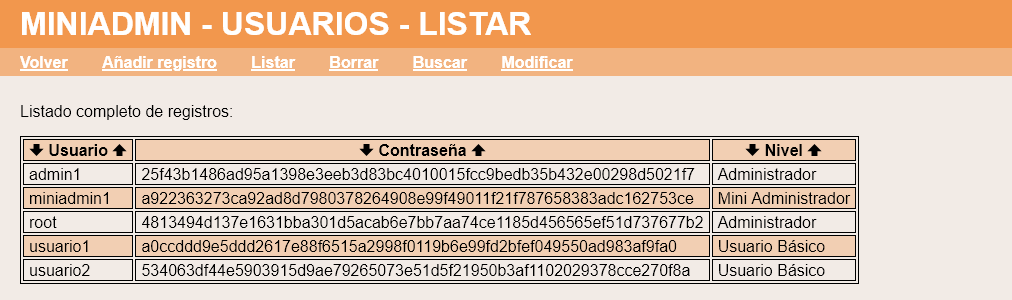 MINIADMIN - USUARIOS - LISTAR
Volver Añadir registro Listar Borrar Buscar Modificar
Listado completo de registros:
Usuario Contraseña Nivel
admin1 25f43b1486ad95a1398e3eeb3d83bc4010015fcc9bedb35b432e00298d5021f7 Administrador
miniadmin1 a922363273ca92ad8d7980378264908e99f49011f21f787658383adc162753ce Mini Administrador
root 4813494d137e1631bba301d5acab6e7bb7aa74ce1185d456565ef51d737677b2 Administrador
usuario1 a0ccddd9e5ddd2617e88f6515a2998f0119b6e99fd2bfef049550ad983af9fa0 Usuario Básico
usuario2 534063df44e5903915d9ae79265073e51d5f21950b3af1102029378cce270f8a Usuario Básico